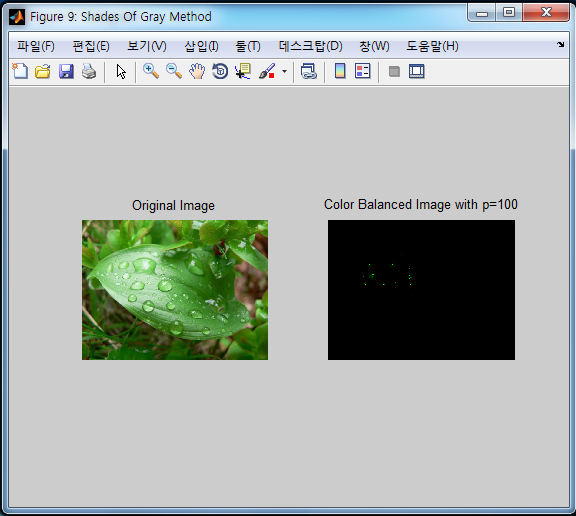 Figure 9: Shades Of Gray Method
파일(F) 편집(E) 보기(V) 삽입(I) 툴(T) 데스크탑(D) 창(W) 도움말(H)
Original Image
Color Balanced Image with p=100